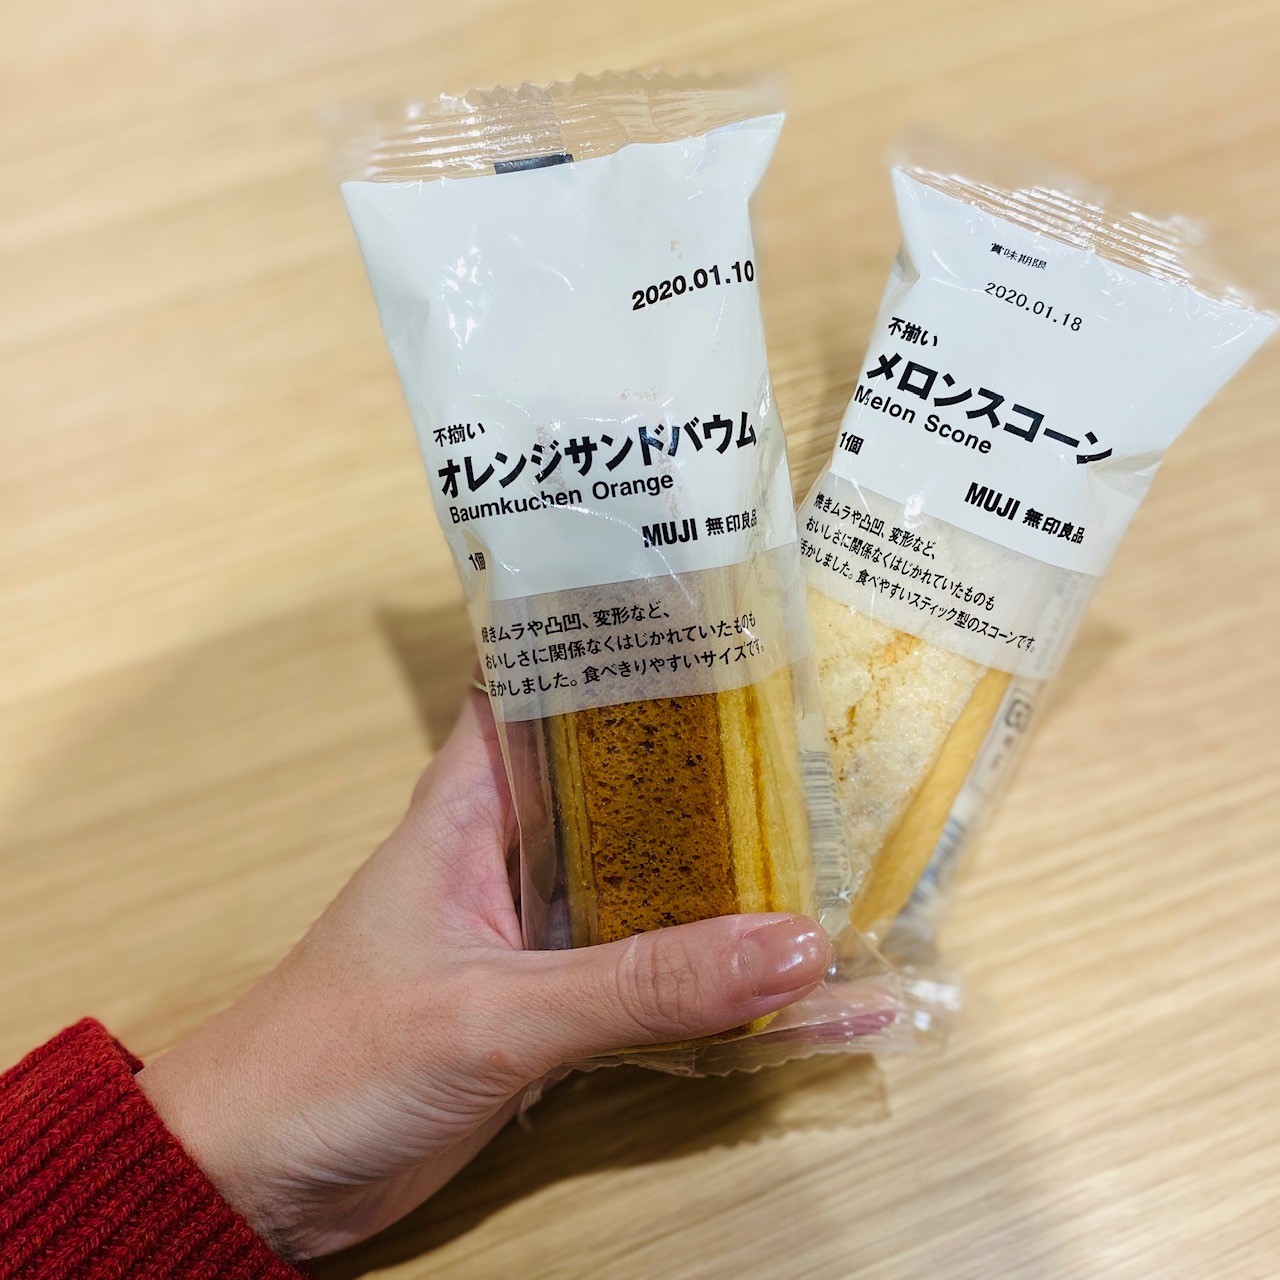 2020.01.10
不揃い
オレンジサンドバウム
Baumkuchen Orange
MUJI 無印良品
1個
焼きムラや凸凹、変形など、
おいしさに関係なくはじかれていたものも
活かしました。食べきりやすいサイズです。
賞味期限
2020.01.18
不揃い
メロンスコーン
Melon Scone
1個
MUJI 無印良品
焼きムラや凸凹、変形など、
おいしさに関係なくはじかれていたものも
活かしました。食べやすいスティック型のスコーンです。